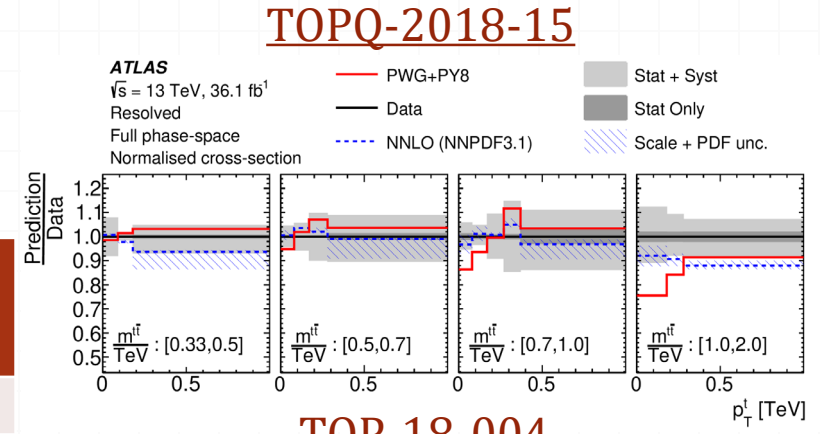 TOPQ-2018-15
ATLAS
√s = 13 TeV, 36.1 fb⁻¹
Resolved
Full phase-space
Normalised cross-section
PWG+PY8
Data
NNLO (NNPDF3.1)
Stat + Syst
Stat Only
Scale + PDF unc.
Prediction
Data
1.2
1.1
1.0
0.9
0.8
0.7
0.6
0.5
m^{tt̄}/TeV : [0.33,0.5]
m^{tt̄}/TeV : [0.5,0.7]
m^{tt̄}/TeV : [0.7,1.0]
m^{tt̄}/TeV : [1.0,2.0]
0 0.5 0 0.5 0 0.5 0 0.5
p_T^t [TeV]
TOP-18-004